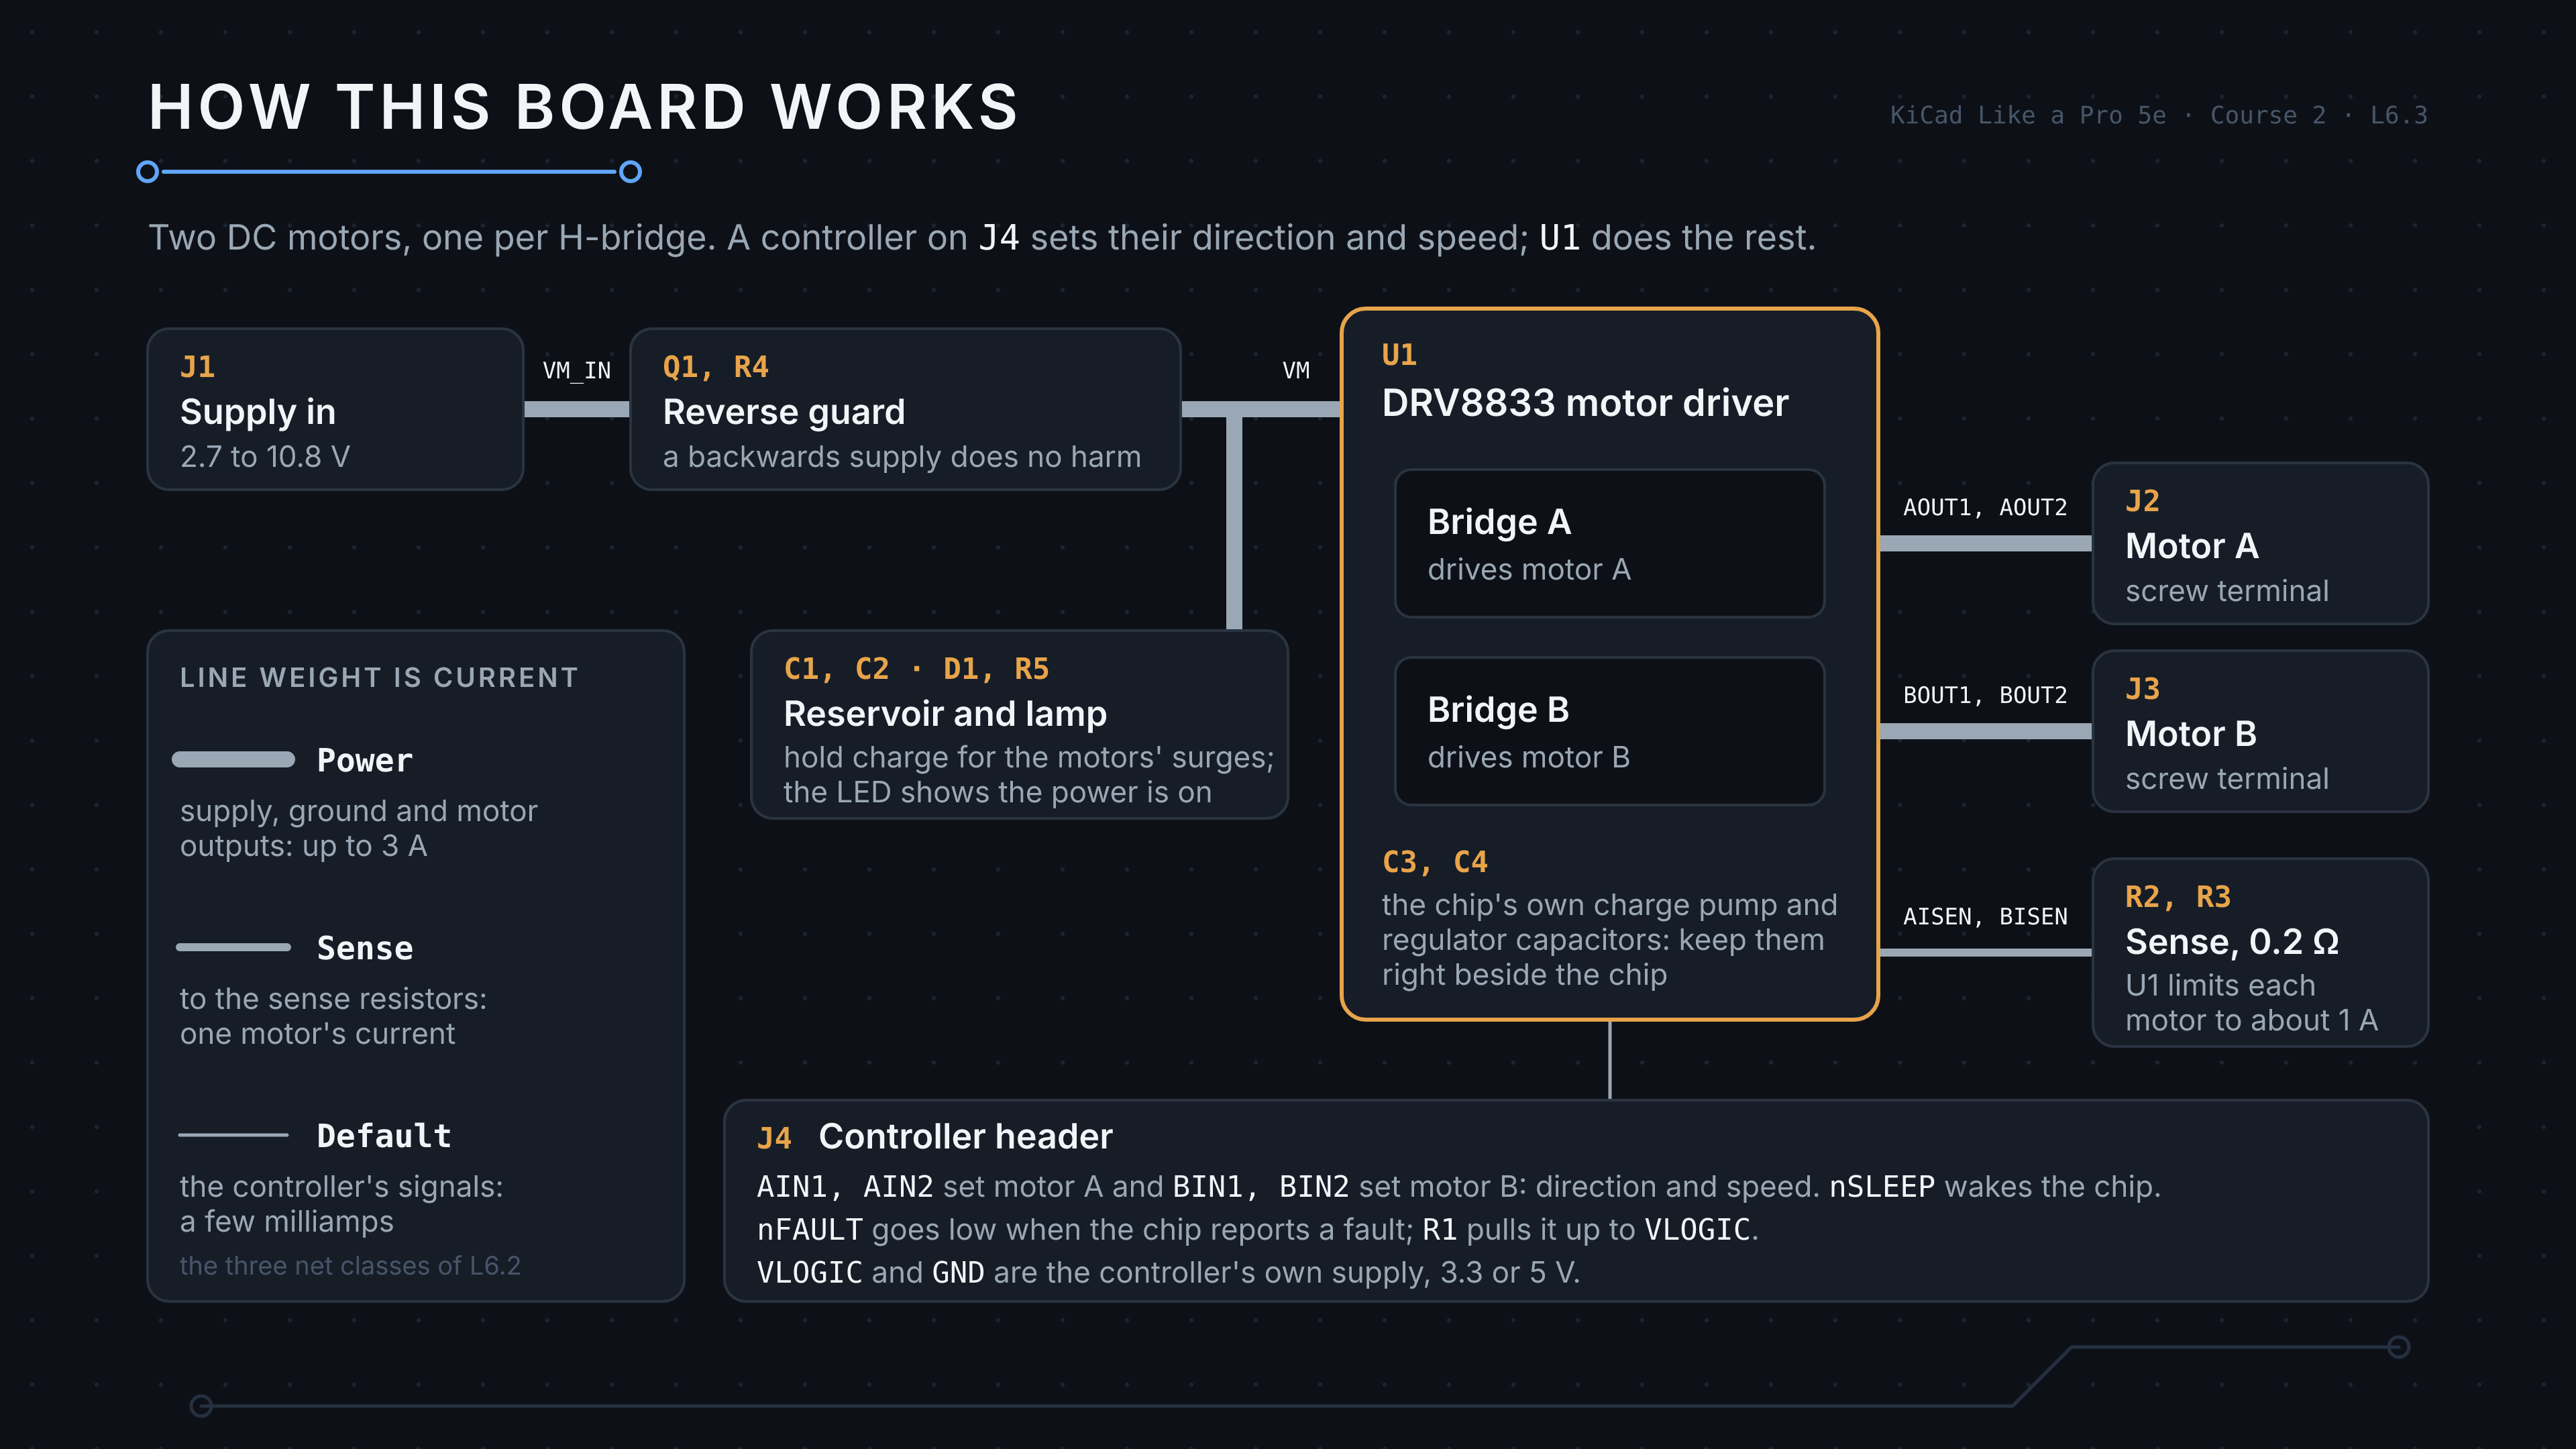 HOW THIS BOARD WORKS
KiCad Like a Pro 5e · Course 2 · L6.3
Two DC motors, one per H-bridge. A controller on J4 sets their direction and speed; U1 does the rest.
J1
Supply in
2.7 to 10.8 V
VM_IN
Q1, R4
Reverse guard
a backwards supply does no harm
VM
U1
DRV8833 motor driver
Bridge A
drives motor A
Bridge B
drives motor B
C3, C4
the chip's own charge pump and
regulator capacitors: keep them
right beside the chip
AOUT1, AOUT2
J2
Motor A
screw terminal
BOUT1, BOUT2
J3
Motor B
screw terminal
AISEN, BISEN
R2, R3
Sense, 0.2 Ω
U1 limits each
motor to about 1 A
LINE WEIGHT IS CURRENT
Power
supply, ground and motor
outputs: up to 3 A
Sense
to the sense resistors:
one motor's current
Default
the controller's signals:
a few milliamps
the three net classes of L6.2
C1, C2 · D1, R5
Reservoir and lamp
hold charge for the motors' surges;
the LED shows the power is on
J4 Controller header
AIN1, AIN2 set motor A and BIN1, BIN2 set motor B: direction and speed. nSLEEP wakes the chip.
nFAULT goes low when the chip reports a fault; R1 pulls it up to VLOGIC.
VLOGIC and GND are the controller's own supply, 3.3 or 5 V.